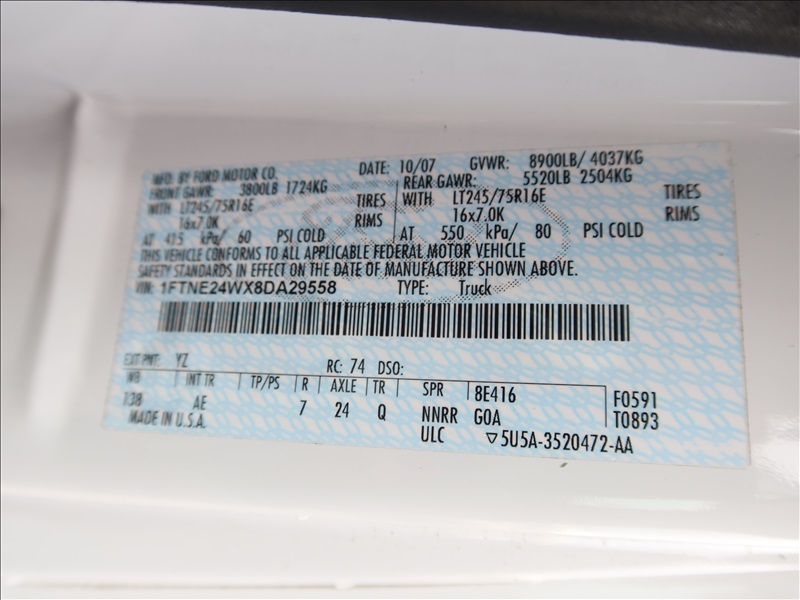 MFD. BY FORD MOTOR CO. DATE: 10/07 GVWR: 8900LB/ 4037KG
FRONT GAWR: 3800LB 1724KG REAR GAWR: 5520LB 2504KG
WITH LT245/75R16E TIRES WITH LT245/75R16E TIRES
16x7.0K RIMS 16x7.0K RIMS
AT 415 kPa/ 60 PSI COLD AT 550 kPa/ 80 PSI COLD
THIS VEHICLE CONFORMS TO ALL APPLICABLE FEDERAL MOTOR VEHICLE
SAFETY STANDARDS IN EFFECT ON THE DATE OF MANUFACTURE SHOWN ABOVE.
VIN: 1FTNE24WX8DA29558 TYPE: Truck
EXT PNT: YZ RC: 74 DSO:
WB INT TR TP/PS R AXLE TR SPR 8E416 F0591
138 AE 7 24 Q NNRR G0A T0893
MADE IN U.S.A. ULC ▽5U5A-3520472-AA